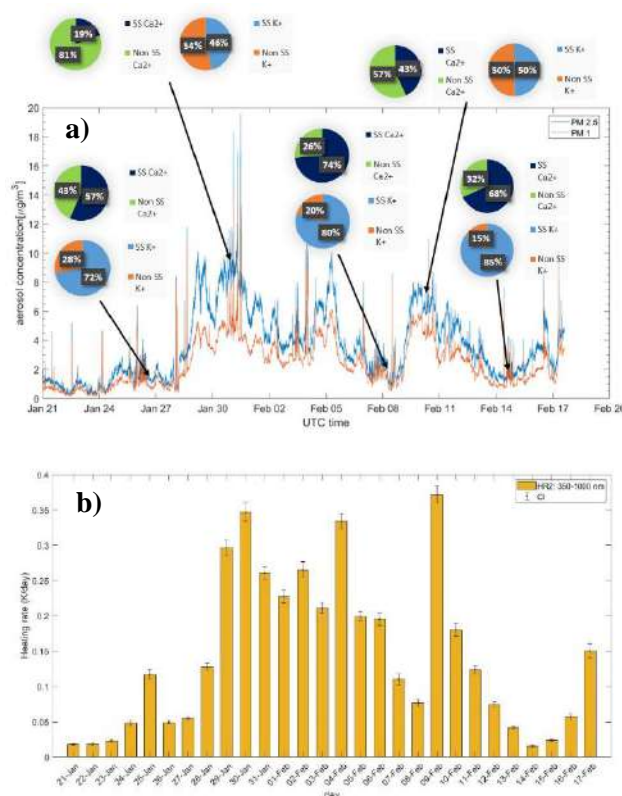 19%
81%
SS Ca2+
Non SS
Ca2+
54%
46%
SS K+
Non SS
K+
57%
43%
SS
Ca2+
Non SS
Ca2+
50%
50%
SS K+
Non SS
K+
a)
PM 2.5
PM 1
43%
57%
SS Ca2+
Non SS
Ca2+
28%
72%
SS K+
Non SS
K+
26%
74%
SS Ca2+
Non SS
Ca2+
20%
80%
SS K+
Non SS
K+
32%
68%
SS
Ca2+
Non SS
Ca2+
15%
85%
SS K+
Non SS
K+
aerosol concentration[µg/m³]
20
18
16
14
12
10
8
6
4
2
0
Jan 21 Jan 24 Jan 27 Jan 30 Feb 02 Feb 05 Feb 08 Feb 11 Feb 14 Feb 17 Feb 20
UTC time
b)
HR2: 350-1000 nm
CI
Heating rate (K/day)
0.4
0.35
0.3
0.25
0.2
0.15
0.1
0.05
0
21-Jan 22-Jan 23-Jan 24-Jan 25-Jan 26-Jan 27-Jan 28-Jan 29-Jan 30-Jan 31-Jan 01-Feb 02-Feb 03-Feb 04-Feb 05-Feb 06-Feb 07-Feb 08-Feb 09-Feb 10-Feb 11-Feb 12-Feb 13-Feb 14-Feb 15-Feb 16-Feb 17-Feb
day